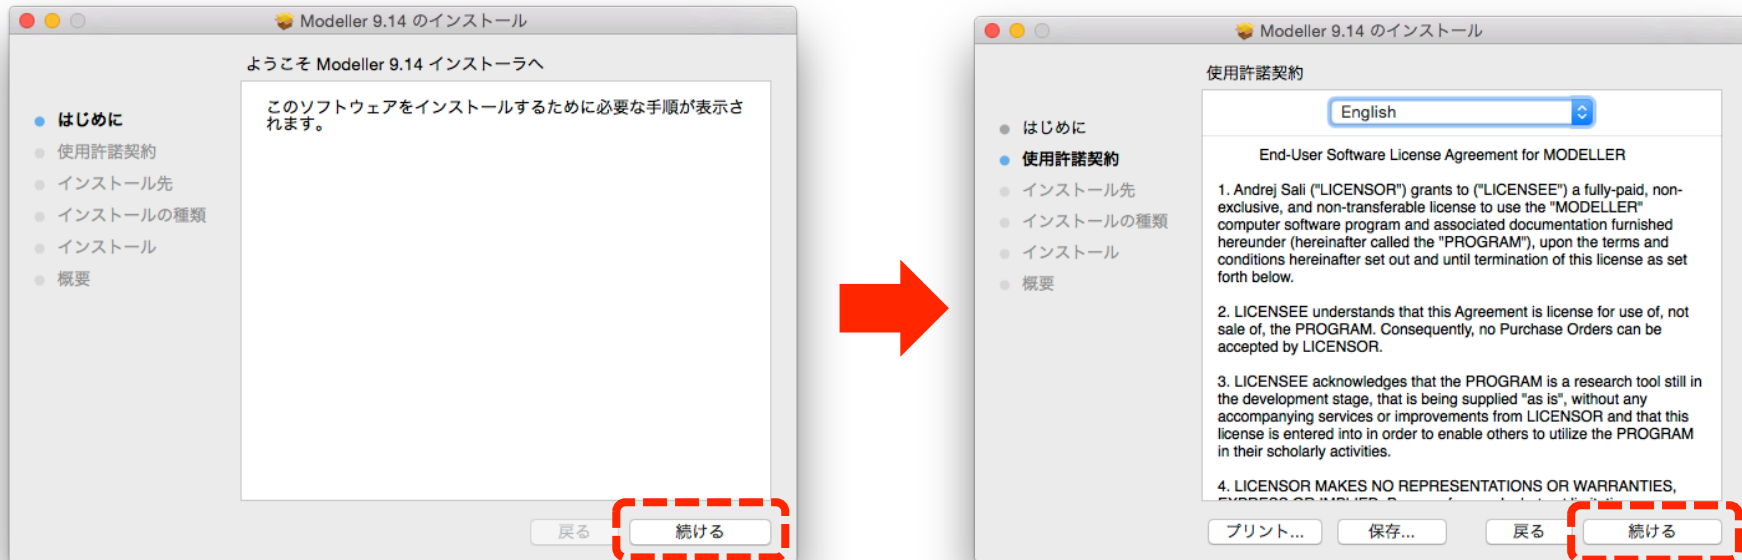 Modeller 9.14 のインストール
ようこそ Modeller 9.14 インストーラへ
はじめに
使用許諾契約
インストール先
インストールの種類
インストール
概要
このソフトウェアをインストールするために必要な手順が表示さ
れます。
戻る
続ける
Modeller 9.14 のインストール
使用許諾契約
はじめに
使用許諾契約
インストール先
インストールの種類
インストール
概要
English
End-User Software License Agreement for MODELLER
1. Andrej Sali ("LICENSOR") grants to ("LICENSEE") a fully-paid, non-
exclusive, and non-transferable license to use the "MODELLER"
computer software program and associated documentation furnished
hereunder (hereinafter called the "PROGRAM"), upon the terms and
conditions hereinafter set out and until termination of this license as set
forth below.
2. LICENSEE understands that this Agreement is license for use of, not
sale of, the PROGRAM. Consequently, no Purchase Orders can be
accepted by LICENSOR.
3. LICENSEE acknowledges that the PROGRAM is a research tool still in
the development stage, that is being supplied "as is", without any
accompanying services or improvements from LICENSOR and that this
license is entered into in order to enable others to utilize the PROGRAM
in their scholarly activities.
4. LICENSOR MAKES NO REPRESENTATIONS OR WARRANTIES,
プリント...
保存...
戻る
続ける